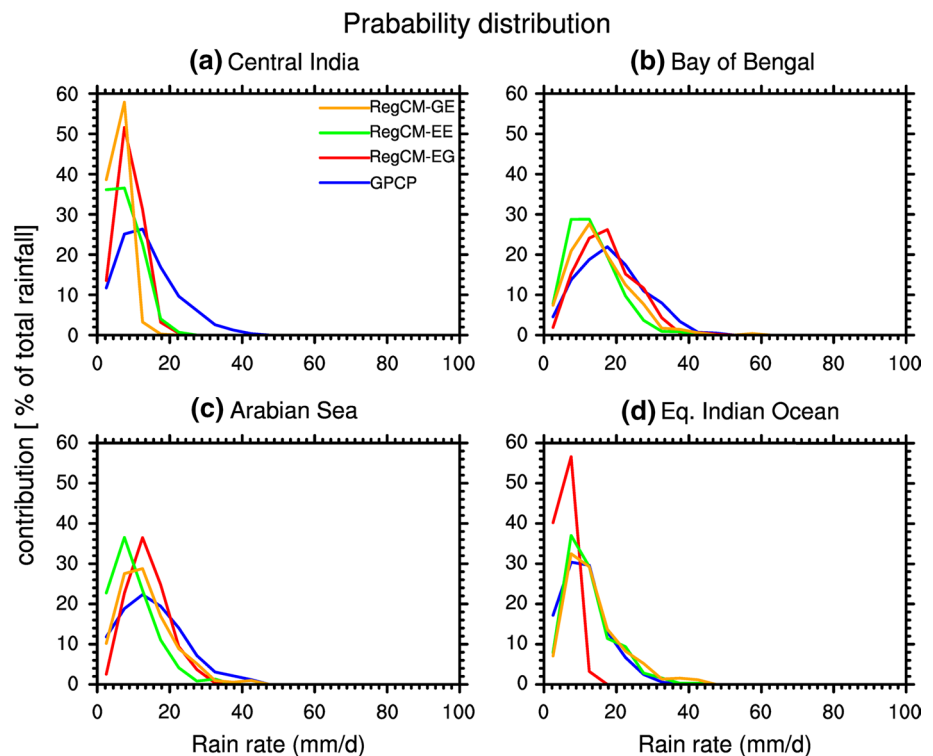 Prabability distribution
(a) Central India
(b) Bay of Bengal
60
50
40
30
20
10
0
RegCM-GE
RegCM-EE
RegCM-EG
GPCP
0 20 40 60 80 100
60
50
40
30
20
10
0
0 20 40 60 80 100
contribution [ % of total rainfall]
(c) Arabian Sea
(d) Eq. Indian Ocean
60
50
40
30
20
10
0
0 20 40 60 80 100
Rain rate (mm/d)
60
50
40
30
20
10
0
0 20 40 60 80 100
Rain rate (mm/d)